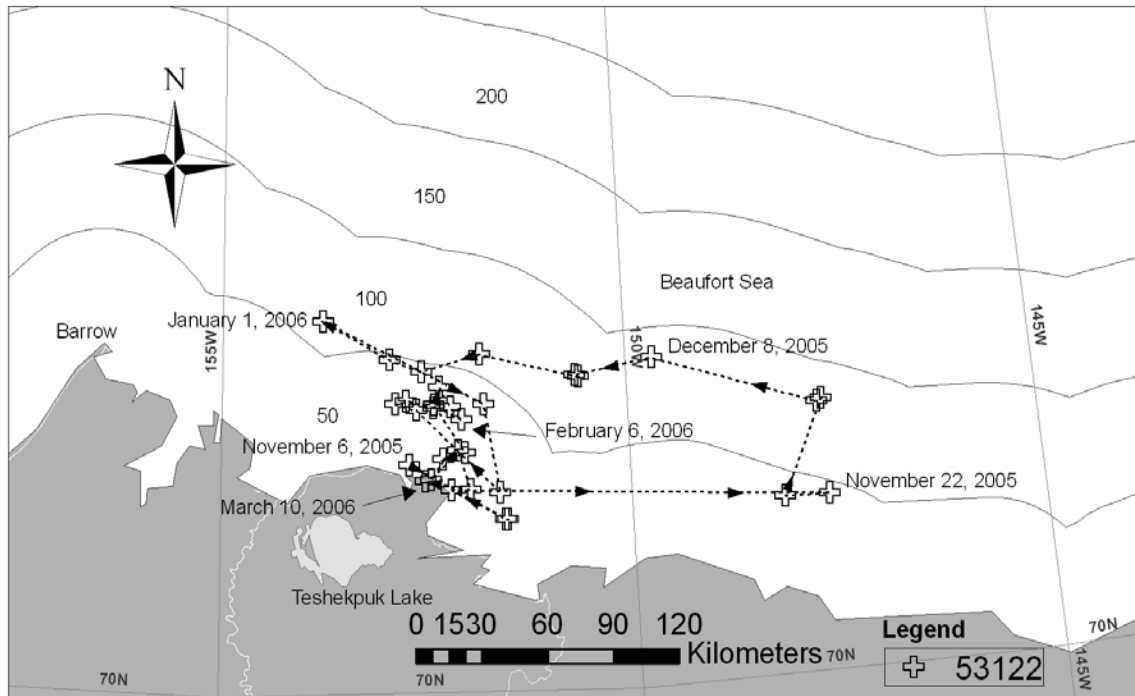 N
200
150
Beaufort Sea
100
January 1, 2006
Barrow
155W
150W
145W
December 8, 2005
50
February 6, 2006
November 6, 2005
November 22, 2005
March 10, 2006
Teshekpuk Lake
0 15 30 60 90 120
Kilometers
70N
70N
70N
70N
145W
Legend
53122